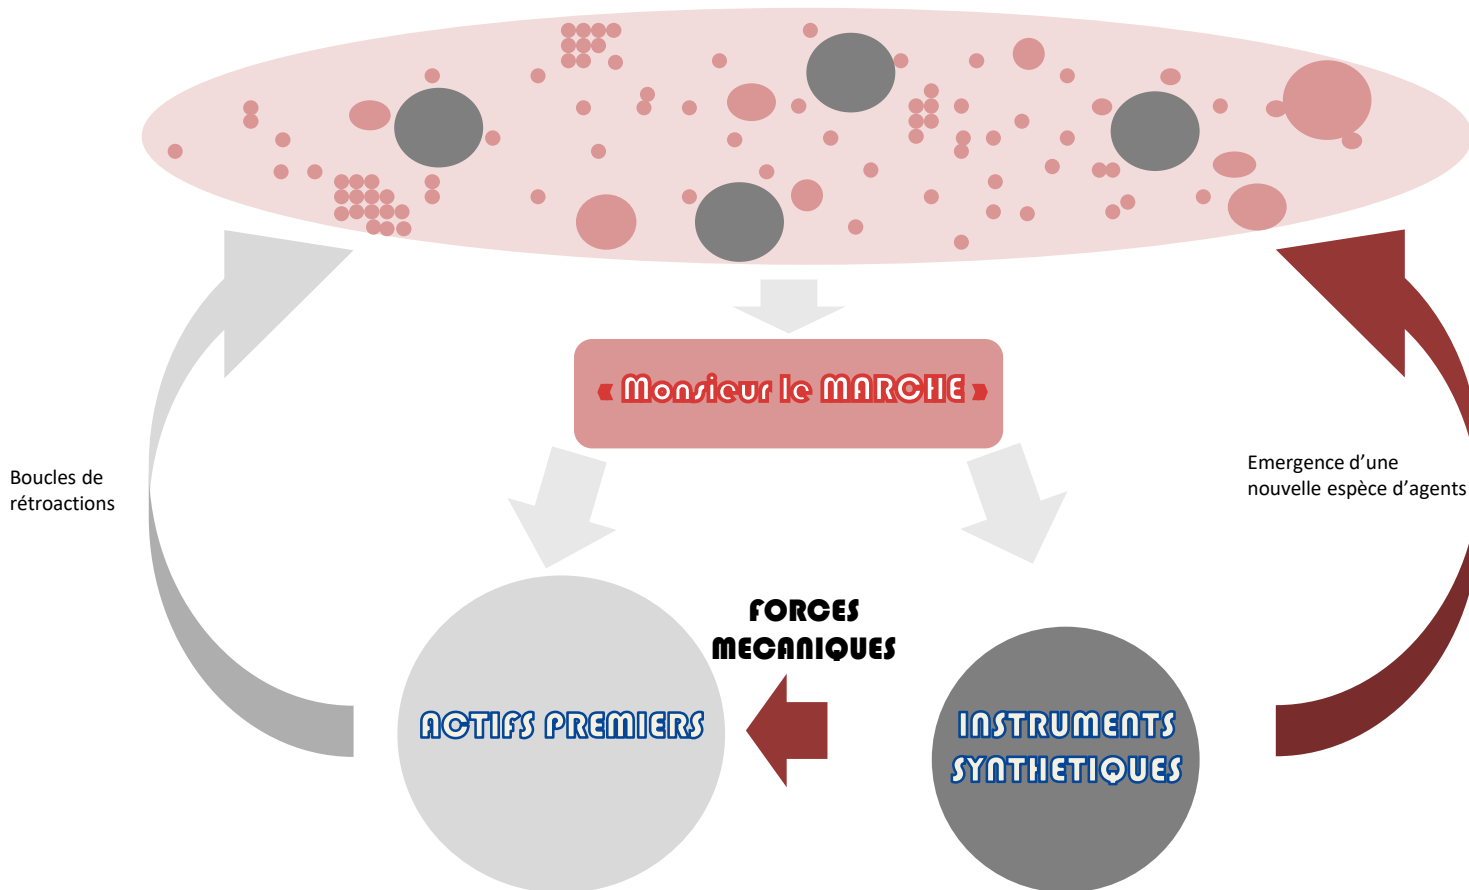 « Monsieur le MARCHE »
Boucles de
rétroactions
Emergence d’une
nouvelle espèce d’agents
FORCES
MECANIQUES
ACTIFS PREMIERS
INSTRUMENTS
SYNTHETIQUES